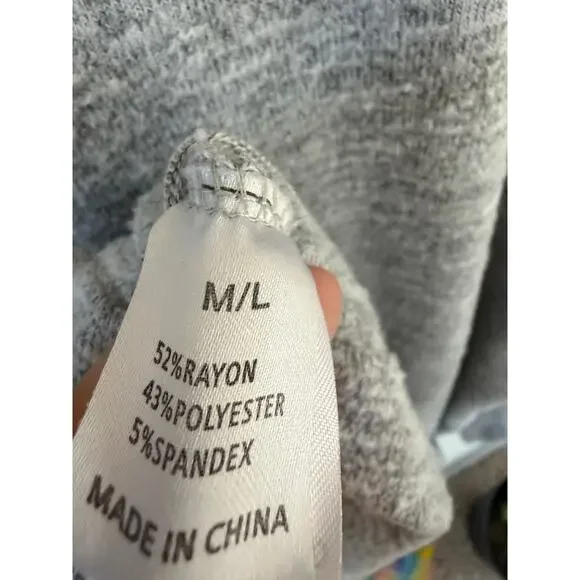 M/L
52%RAYON
43%POLYESTER
5%SPANDEX
MADE IN CHINA